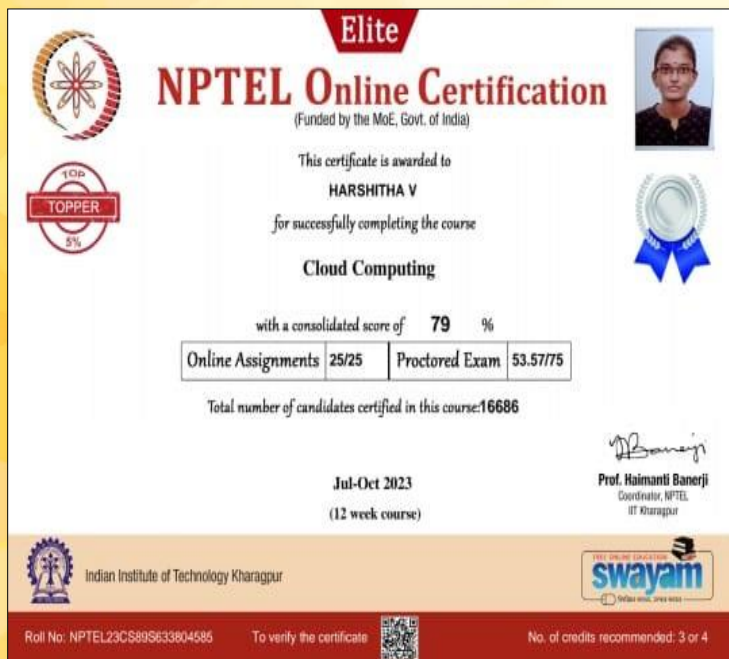 Elite
NPTEL Online Certification
(Funded by the MoE, Govt. of India)
This certificate is awarded to
HARSHITHA V
for successfully completing the course
Cloud Computing
with a consolidated score of 79 %
Online Assignments 25/25 Proctored Exam 53.57/75
Total number of candidates certified in this course:16686
TOP
TOPPER
5%
Jul-Oct 2023
(12 week course)
Prof. Haimanti Banerji
Coordinator, NPTEL
IIT Kharagpur
Indian Institute of Technology Kharagpur
FREE ONLINE EDUCATION
swayam
Roll No: NPTEL23CS89S633804585 To verify the certificate No. of credits recommended: 3 or 4